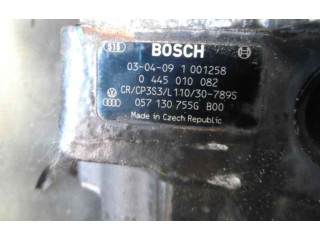 BOSCH
03-04-09 1 001258
0 445 010 082
CR/CP3S3/L110/30-789S
057 130 755G B00
Made in Czech Republic